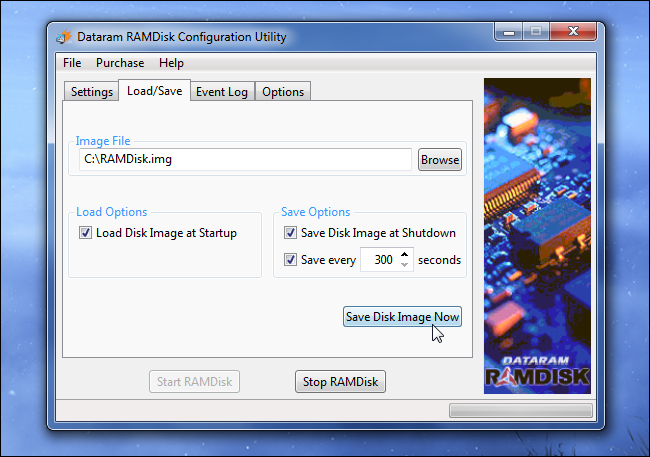 Dataram RAMDisk Configuration Utility
File Purchase Help
Settings Load/Save Event Log Options
Image File
C:\RAMDisk.img Browse
Load Options Save Options
Load Disk Image at Startup Save Disk Image at Shutdown
Save every 300 seconds
Save Disk Image Now
DATARAM
RAMDISK
Start RAMDisk Stop RAMDisk